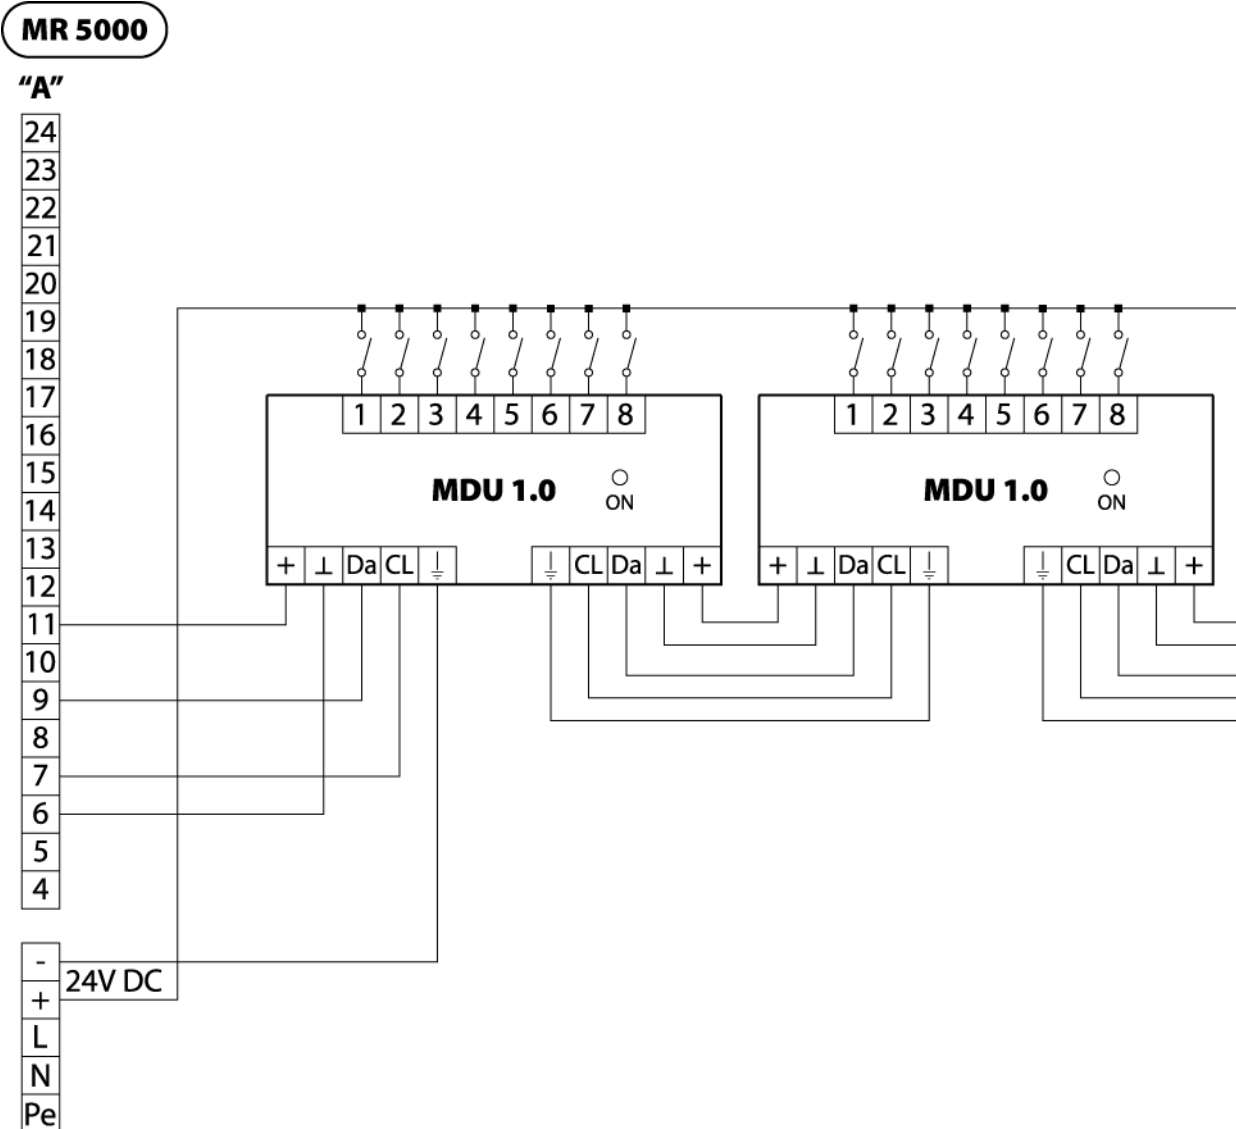 MR 5000
“A”
24
23
22
21
20
19
18
17
16
15
14
13
12
11
10
9
8
7
6
5
4
-
+
L
N
Pe
24V DC
1 2 3 4 5 6 7 8
MDU 1.0
ON
+ ⊥ Da CL ⏚
⏚ CL Da ⊥ +
1 2 3 4 5 6 7 8
MDU 1.0
ON
+ ⊥ Da CL ⏚
⏚ CL Da ⊥ +